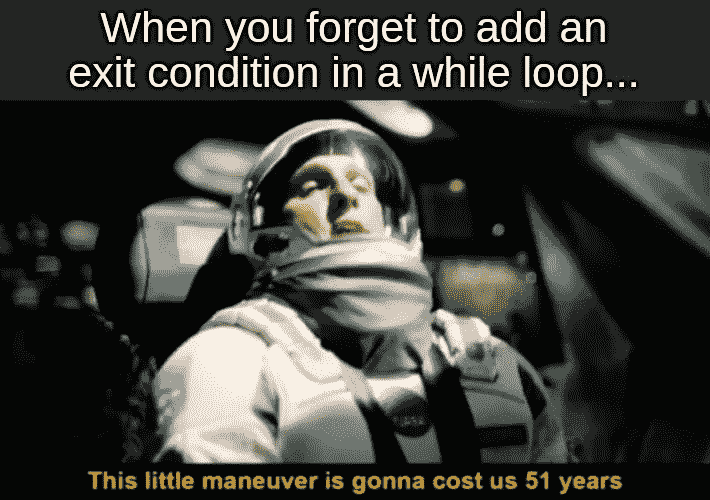 When you forget to add an
exit condition in a while loop...
This little maneuver is gonna cost us 51 years